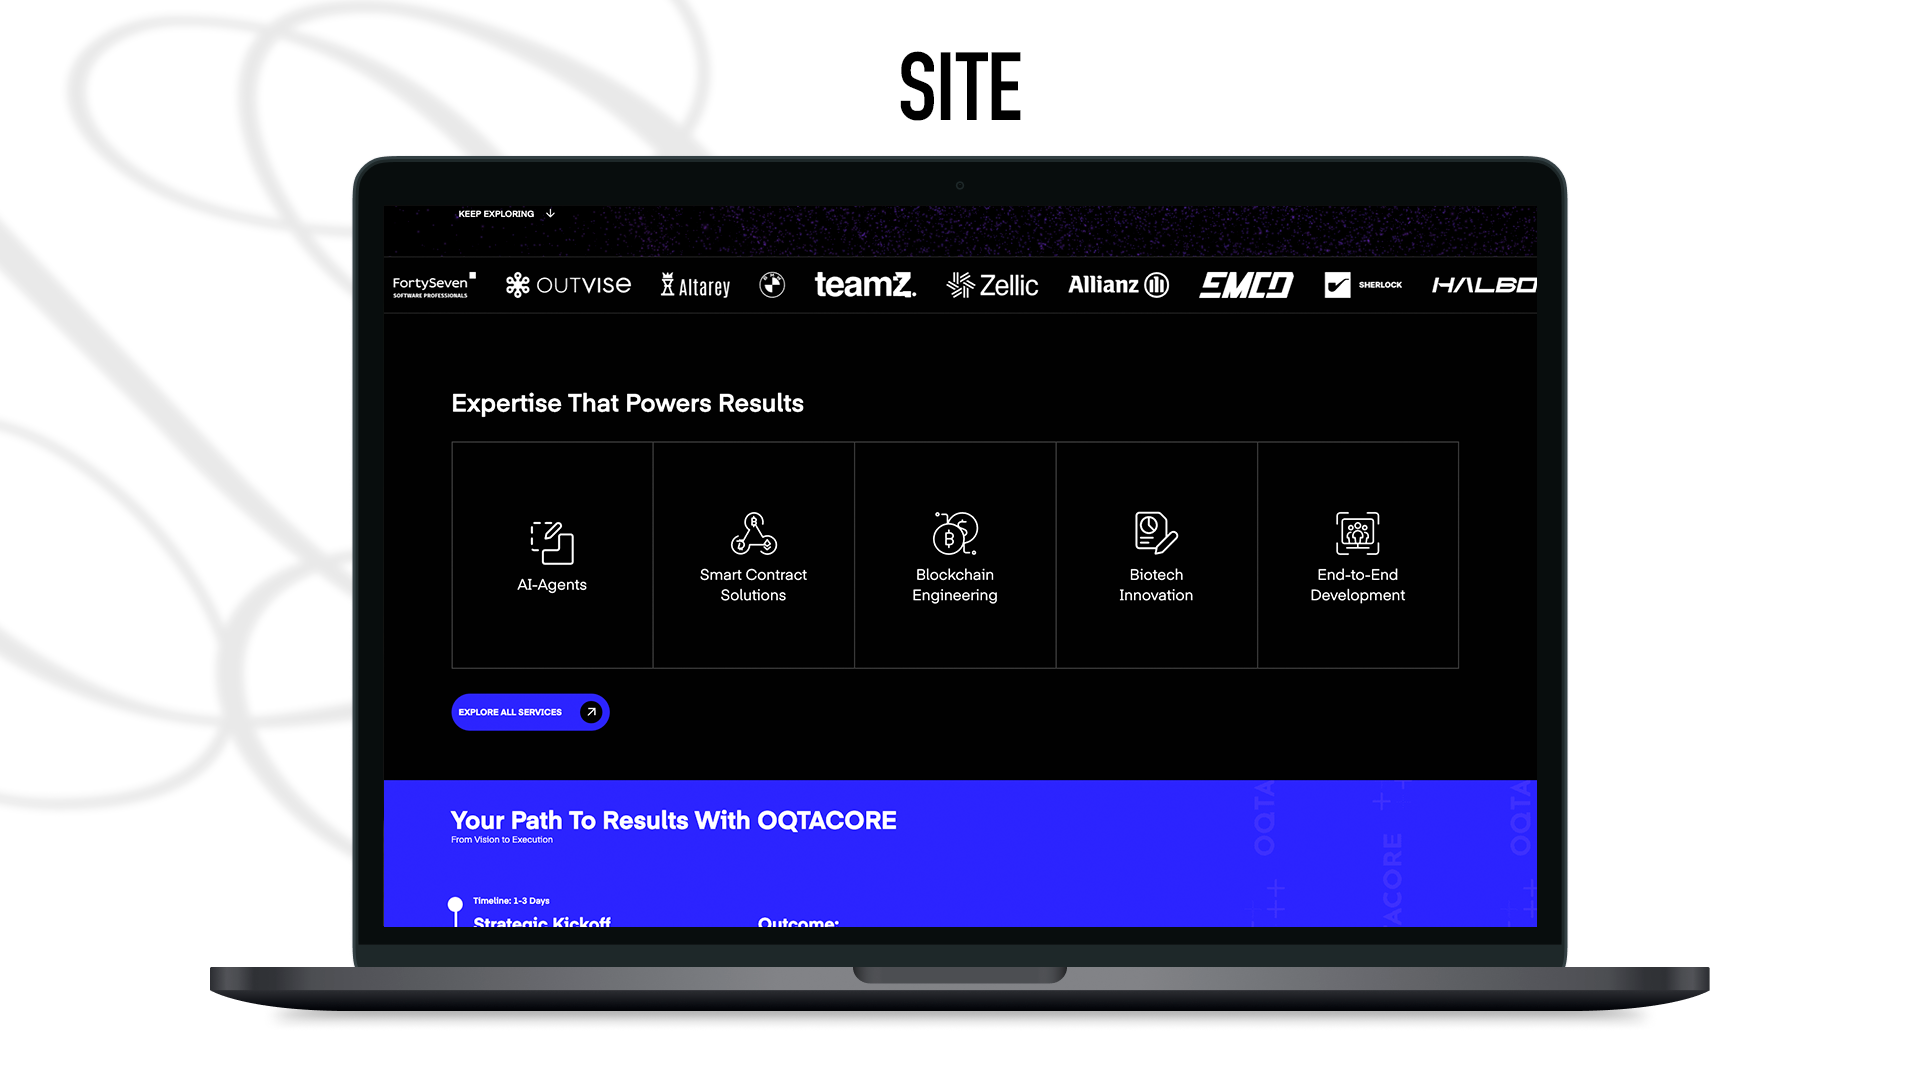 SITE
KEEP EXPLORING
FortySeven
SOFTWARE PROFESSIONALS
OUTVISE
Altarey
BMW
teamz.
Zellic
Allianz
EMCD
SHERLOCK
HALBO
Expertise That Powers Results
AI-Agents
Smart Contract
Solutions
Blockchain
Engineering
Biotech
Innovation
End-to-End
Development
EXPLORE ALL SERVICES
Your Path To Results With OQTACORE
From Vision to Execution
OQTA
ACORE
OQTA
Timeline: 1-3 Days
Strategic Kickoff
Outcome: